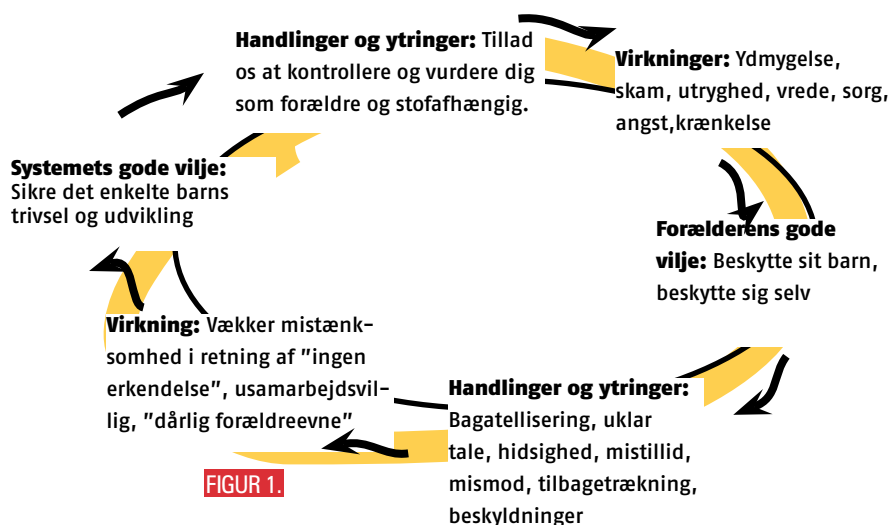 Handlinger og ytringer: Tillad
os at kontrollere og vurdere dig
som forældre og stofafhængig.
Virkninger: Ydmygelse,
skam, utryghed, vrede, sorg,
angst,krænkelse
Forælderens gode
vilje: Beskytte sit barn,
beskytte sig selv
Handlinger og ytringer:
Bagatellisering, uklar
tale, hidsighed, mistillid,
mismod, tilbagetrækning,
beskyldninger
Virkning: Vækker mistænk-
somhed i retning af ”ingen
erkendelse”, usamarbejdsvil-
lig, ”dårlig forældreevne”
Systemets gode vilje:
Sikre det enkelte barns
trivsel og udvikling
FIGUR 1.